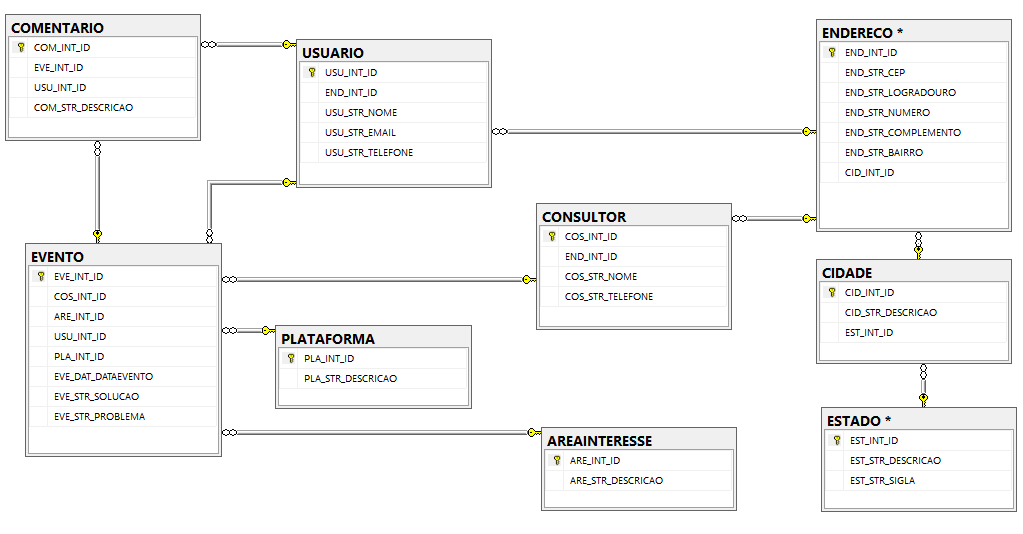 COMENTARIO
COM_INT_ID
EVE_INT_ID
USU_INT_ID
COM_STR_DESCRICAO
USUARIO
USU_INT_ID
END_INT_ID
USU_STR_NOME
USU_STR_EMAIL
USU_STR_TELEFONE
ENDERECO *
END_INT_ID
END_STR_CEP
END_STR_LOGRADOURO
END_STR_NUMERO
END_STR_COMPLEMENTO
END_STR_BAIRRO
CID_INT_ID
CONSULTOR
COS_INT_ID
END_INT_ID
COS_STR_NOME
COS_STR_TELEFONE
EVENTO
EVE_INT_ID
COS_INT_ID
ARE_INT_ID
USU_INT_ID
PLA_INT_ID
EVE_DAT_DATAEVENTO
EVE_STR_SOLUCAO
EVE_STR_PROBLEMA
CIDADE
CID_INT_ID
CID_STR_DESCRICAO
EST_INT_ID
PLATAFORMA
PLA_INT_ID
PLA_STR_DESCRICAO
AREAINTERESSE
ARE_INT_ID
ARE_STR_DESCRICAO
ESTADO *
EST_INT_ID
EST_STR_DESCRICAO
EST_STR_SIGLA